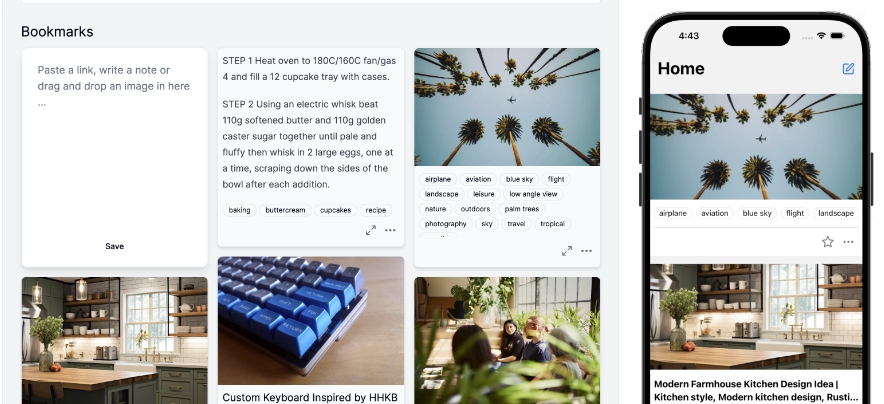 Bookmarks
Paste a link, write a note or
drag and drop an image in here
...
Save
STEP 1 Heat oven to 180C/160C fan/gas
4 and fill a 12 cupcake tray with cases.
STEP 2 Using an electric whisk beat
110g softened butter and 110g golden
caster sugar together until pale and
fluffy then whisk in 2 large eggs, one at
a time, scraping down the sides of the
bowl after each addition.
baking buttercream cupcakes recipe
airplane aviation blue sky flight
landscape leisure low angle view
nature outdoors palm trees
photography sky travel tropical
Custom Keyboard Inspired by HHKB
4:43
Home
airplane aviation blue sky flight landscape
Modern Farmhouse Kitchen Design Idea |
Kitchen style, Modern kitchen design, Rusti...